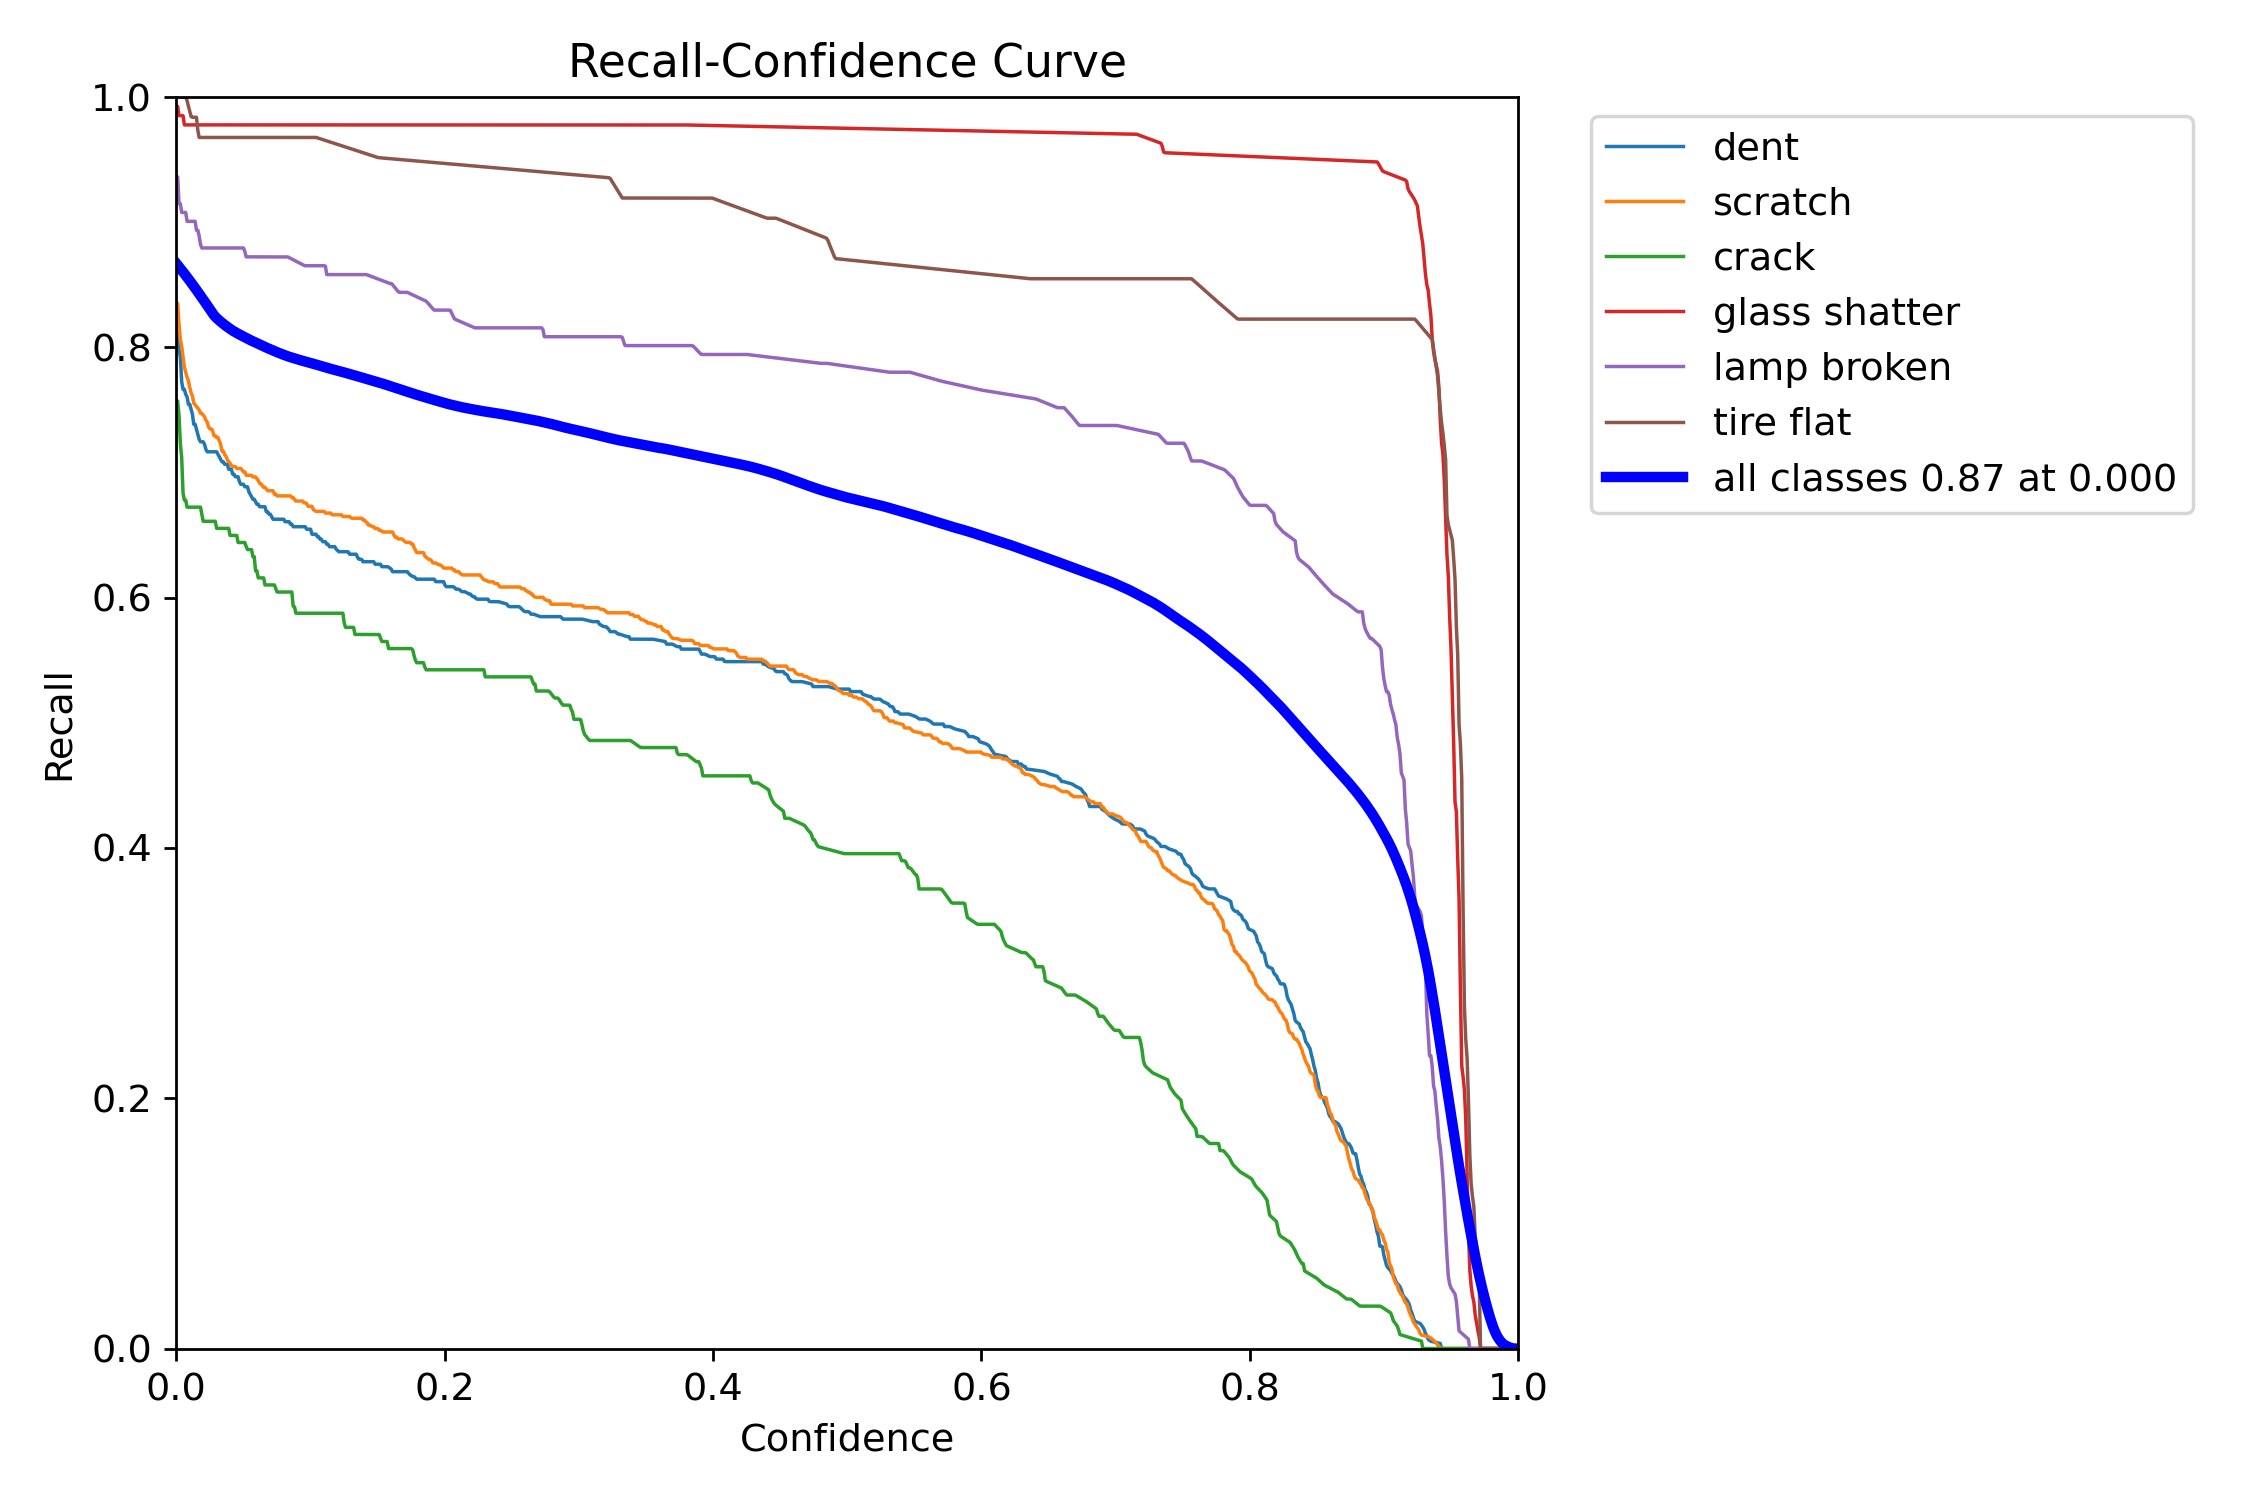 Recall-Confidence Curve
1.0
0.8
0.6
0.4
0.2
0.0
Recall
0.0 0.2 0.4 0.6 0.8 1.0
Confidence
dent
scratch
crack
glass shatter
lamp broken
tire flat
all classes 0.87 at 0.000